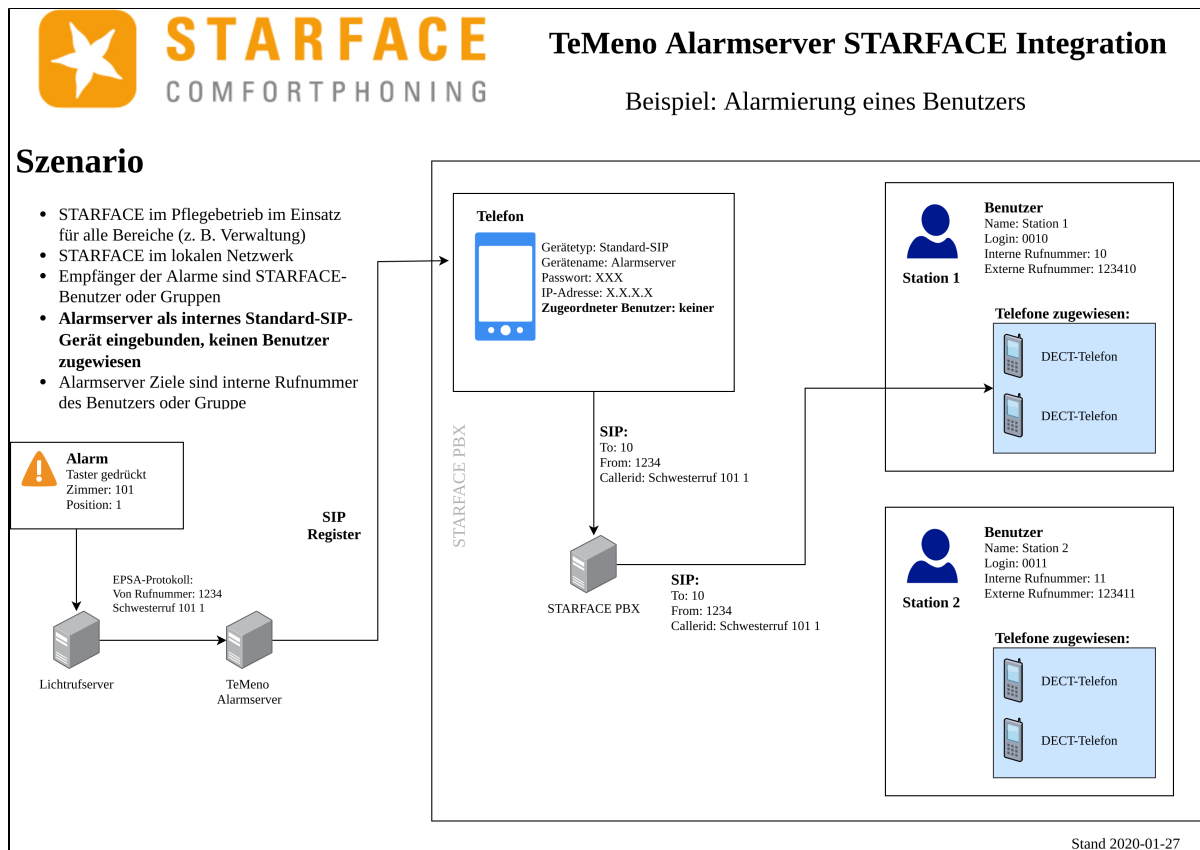 STARFACE
COMFORTPHONING
TeMeno Alarmserver STARFACE Integration
Beispiel: Alarmierung eines Benutzers
Szenario
• STARFACE im Pflegebetrieb im Einsatz
für alle Bereiche (z. B. Verwaltung)
• STARFACE im lokalen Netzwerk
• Empfänger der Alarme sind STARFACE-
Benutzer oder Gruppen
• Alarmserver als internes Standard-SIP-
Gerät eingebunden, keinen Benutzer
zugewiesen
• Alarmserver Ziele sind interne Rufnummer
des Benutzers oder Gruppe
Alarm
Taster gedrückt
Zimmer: 101
Position: 1
EPSA-Protokoll:
Von Rufnummer: 1234
Schwesterruf 101 1
Lichtrufserver
TeMeno
Alarmserver
SIP
Register
STARFACE PBX
Telefon
Gerätetyp: Standard-SIP
Gerätename: Alarmserver
Passwort: XXX
IP-Adresse: X.X.X.X
Zugeordneter Benutzer: keiner
SIP:
To: 10
From: 1234
Callerid: Schwesterruf 101 1
STARFACE PBX
SIP:
To: 10
From: 1234
Callerid: Schwesterruf 101 1
Station 1
Benutzer
Name: Station 1
Login: 0010
Interne Rufnummer: 10
Externe Rufnummer: 123410
Telefone zugewiesen:
DECT-Telefon
DECT-Telefon
Station 2
Benutzer
Name: Station 2
Login: 0011
Interne Rufnummer: 11
Externe Rufnummer: 123411
Telefone zugewiesen:
DECT-Telefon
DECT-Telefon
Stand 2020-01-27